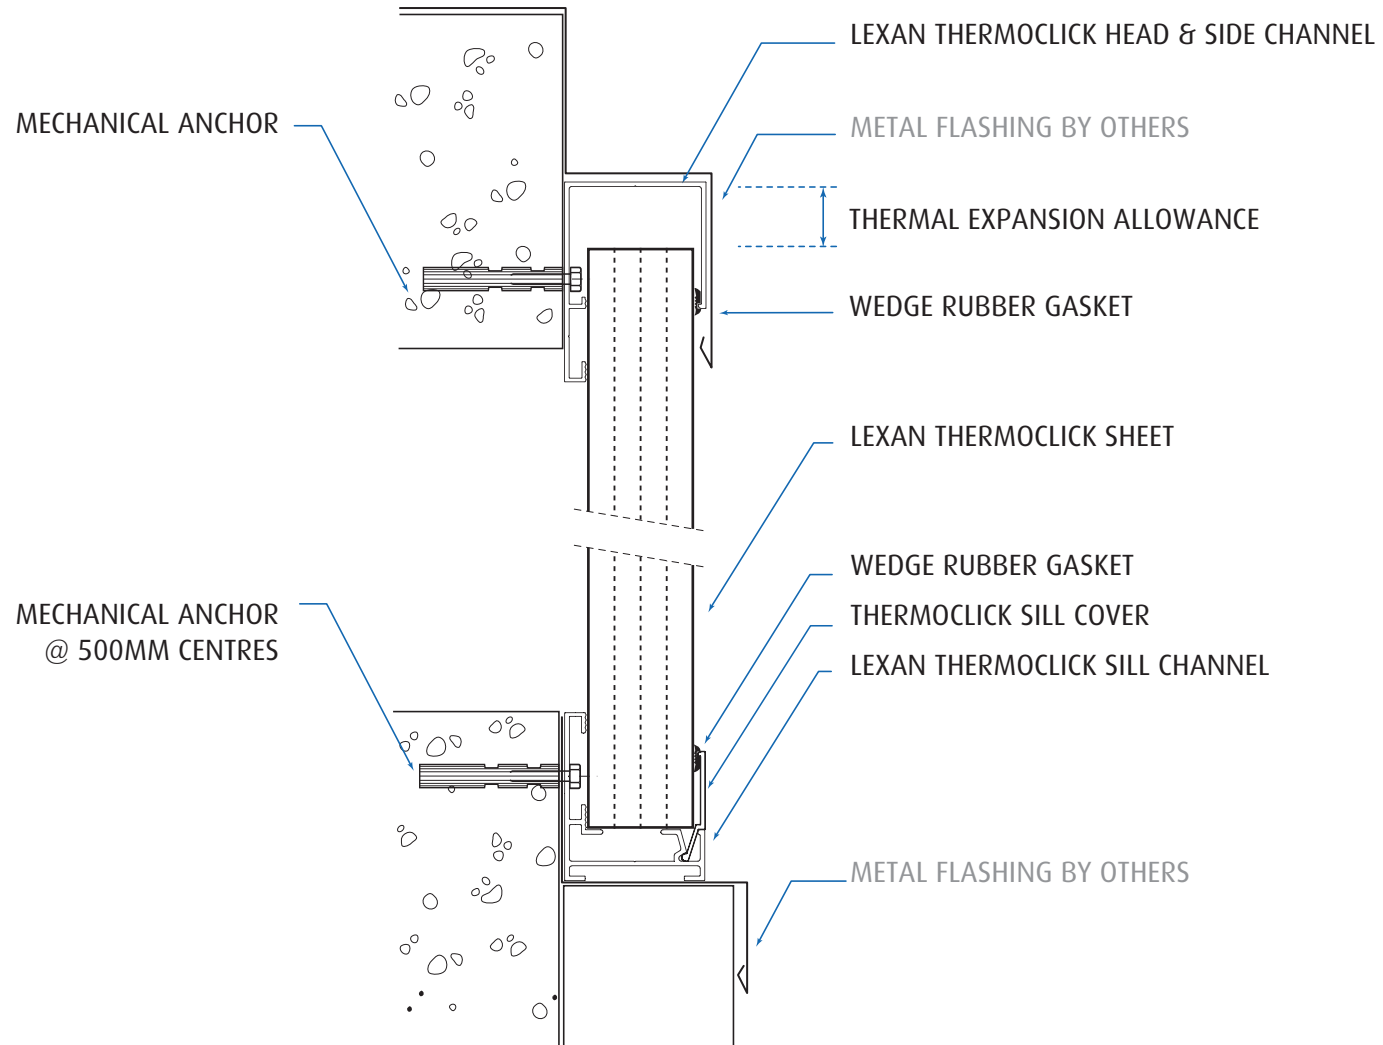 LEXAN THERMOCLICK HEAD & SIDE CHANNEL
MECHANICAL ANCHOR
METAL FLASHING BY OTHERS
THERMAL EXPANSION ALLOWANCE
WEDGE RUBBER GASKET
LEXAN THERMOCLICK SHEET
WEDGE RUBBER GASKET
MECHANICAL ANCHOR
@ 500MM CENTRES
THERMOCLICK SILL COVER
LEXAN THERMOCLICK SILL CHANNEL
METAL FLASHING BY OTHERS